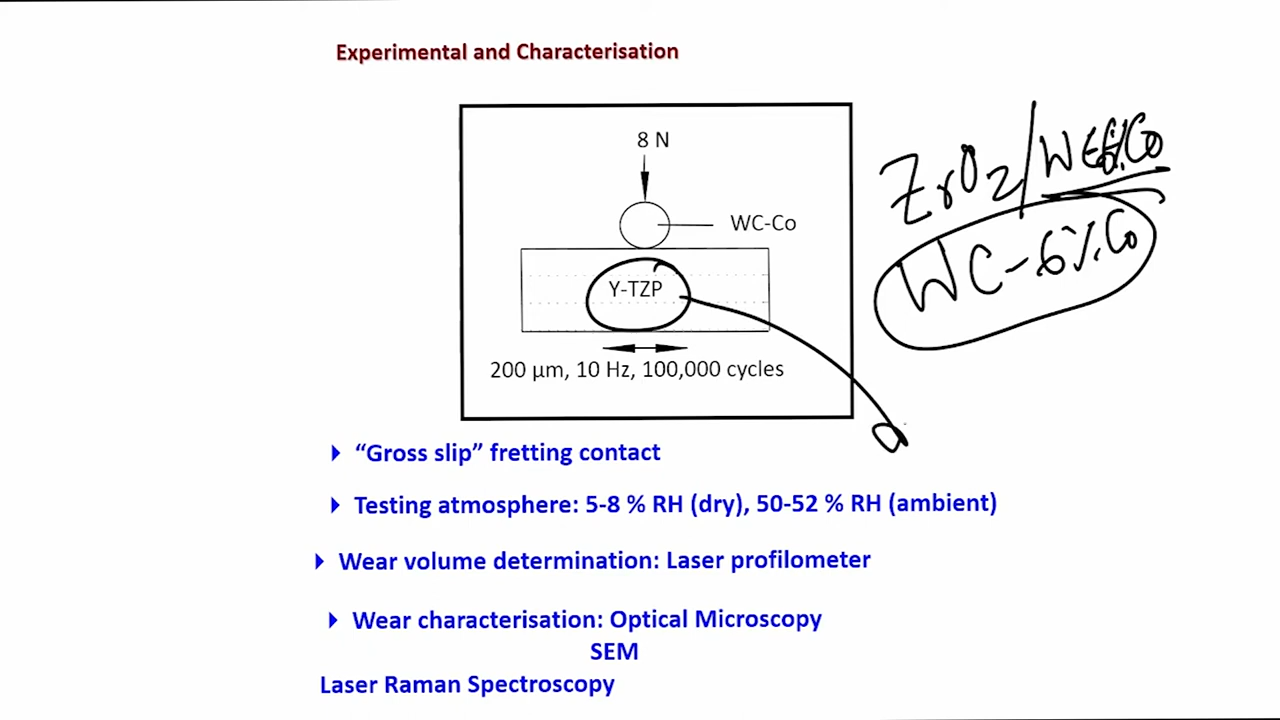 Experimental and Characterisation
8 N
WC-Co
Y-TZP
200 µm, 10 Hz, 100,000 cycles
ZrO2/WC6%Co
WC-6%Co
“Gross slip” fretting contact
Testing atmosphere: 5-8 % RH (dry), 50-52 % RH (ambient)
Wear volume determination: Laser profilometer
Wear characterisation: Optical Microscopy
SEM
Laser Raman Spectroscopy